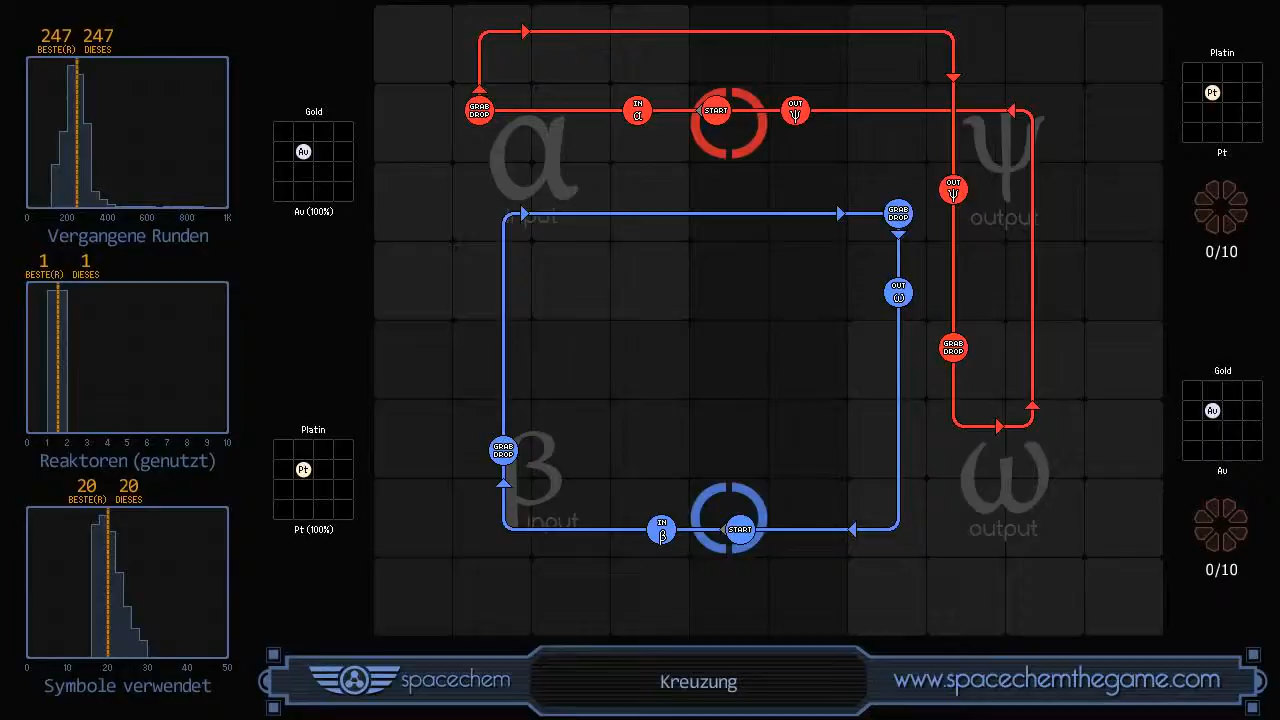 247 247
BESTE(R) DIESES
0 200 400 600 800 1K
Vergangene Runden
1 1
BESTE(R) DIESES
0 1 2 3 4 5 6 7 8 9 10
Reaktoren (genutzt)
20 20
BESTE(R) DIESES
0 10 20 30 40 50
Symbole verwendet
Gold
Au
Au (100%)
Platin
Pt
Pt (100%)
GRAB DROP
IN α
START
OUT ψ
α
input
OUT ψ
ψ
output
GRAB DROP
OUT ω
GRAB DROP
GRAB DROP
β
input
IN β
START
ω
output
Platin
Pt
Pt
0/10
Gold
Au
Au
0/10
spacechem
Kreuzung
www.spacechemthegame.com